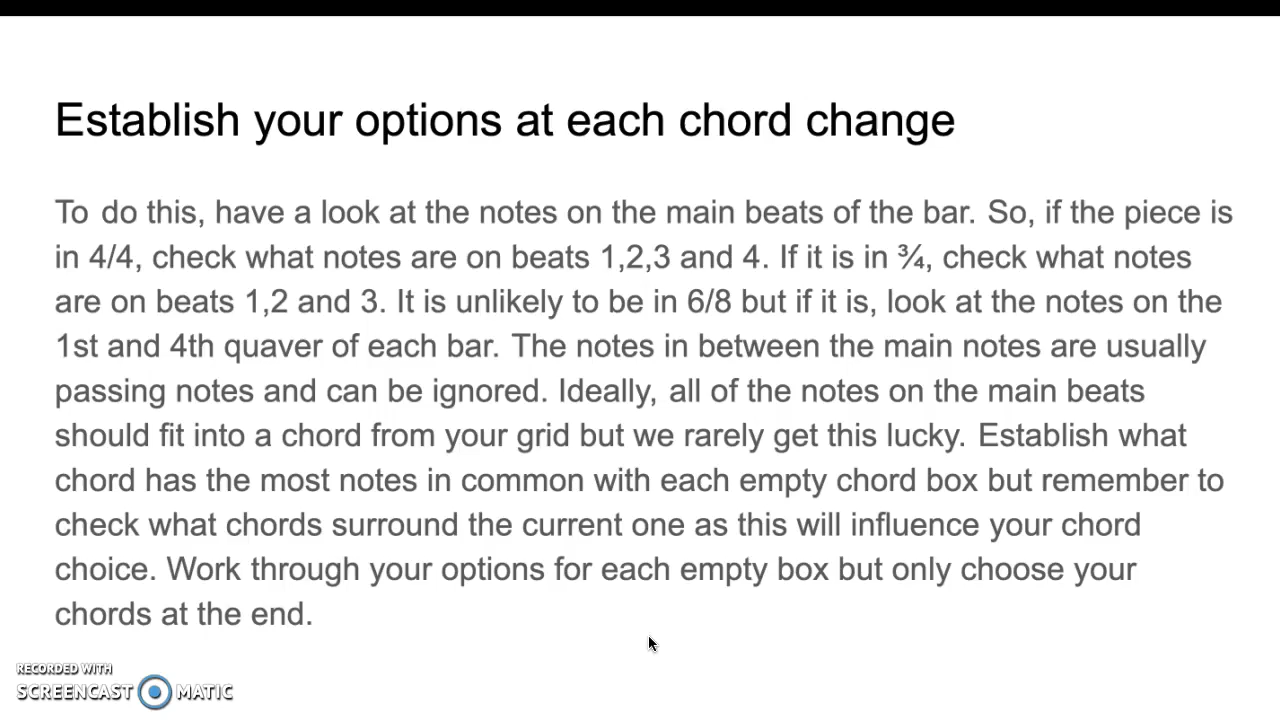 Establish your options at each chord change
To do this, have a look at the notes on the main beats of the bar. So, if the piece is
in 4/4, check what notes are on beats 1,2,3 and 4. If it is in ¾, check what notes
are on beats 1,2 and 3. It is unlikely to be in 6/8 but if it is, look at the notes on the
1st and 4th quaver of each bar. The notes in between the main notes are usually
passing notes and can be ignored. Ideally, all of the notes on the main beats
should fit into a chord from your grid but we rarely get this lucky. Establish what
chord has the most notes in common with each empty chord box but remember to
check what chords surround the current one as this will influence your chord
choice. Work through your options for each empty box but only choose your
chords at the end.
RECORDED WITH
SCREENCAST MATIC